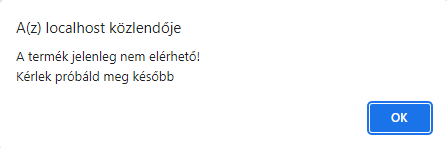 A(z) localhost közlendője
A termék jelenleg nem elérhető!
Kérlek próbáld meg később
OK